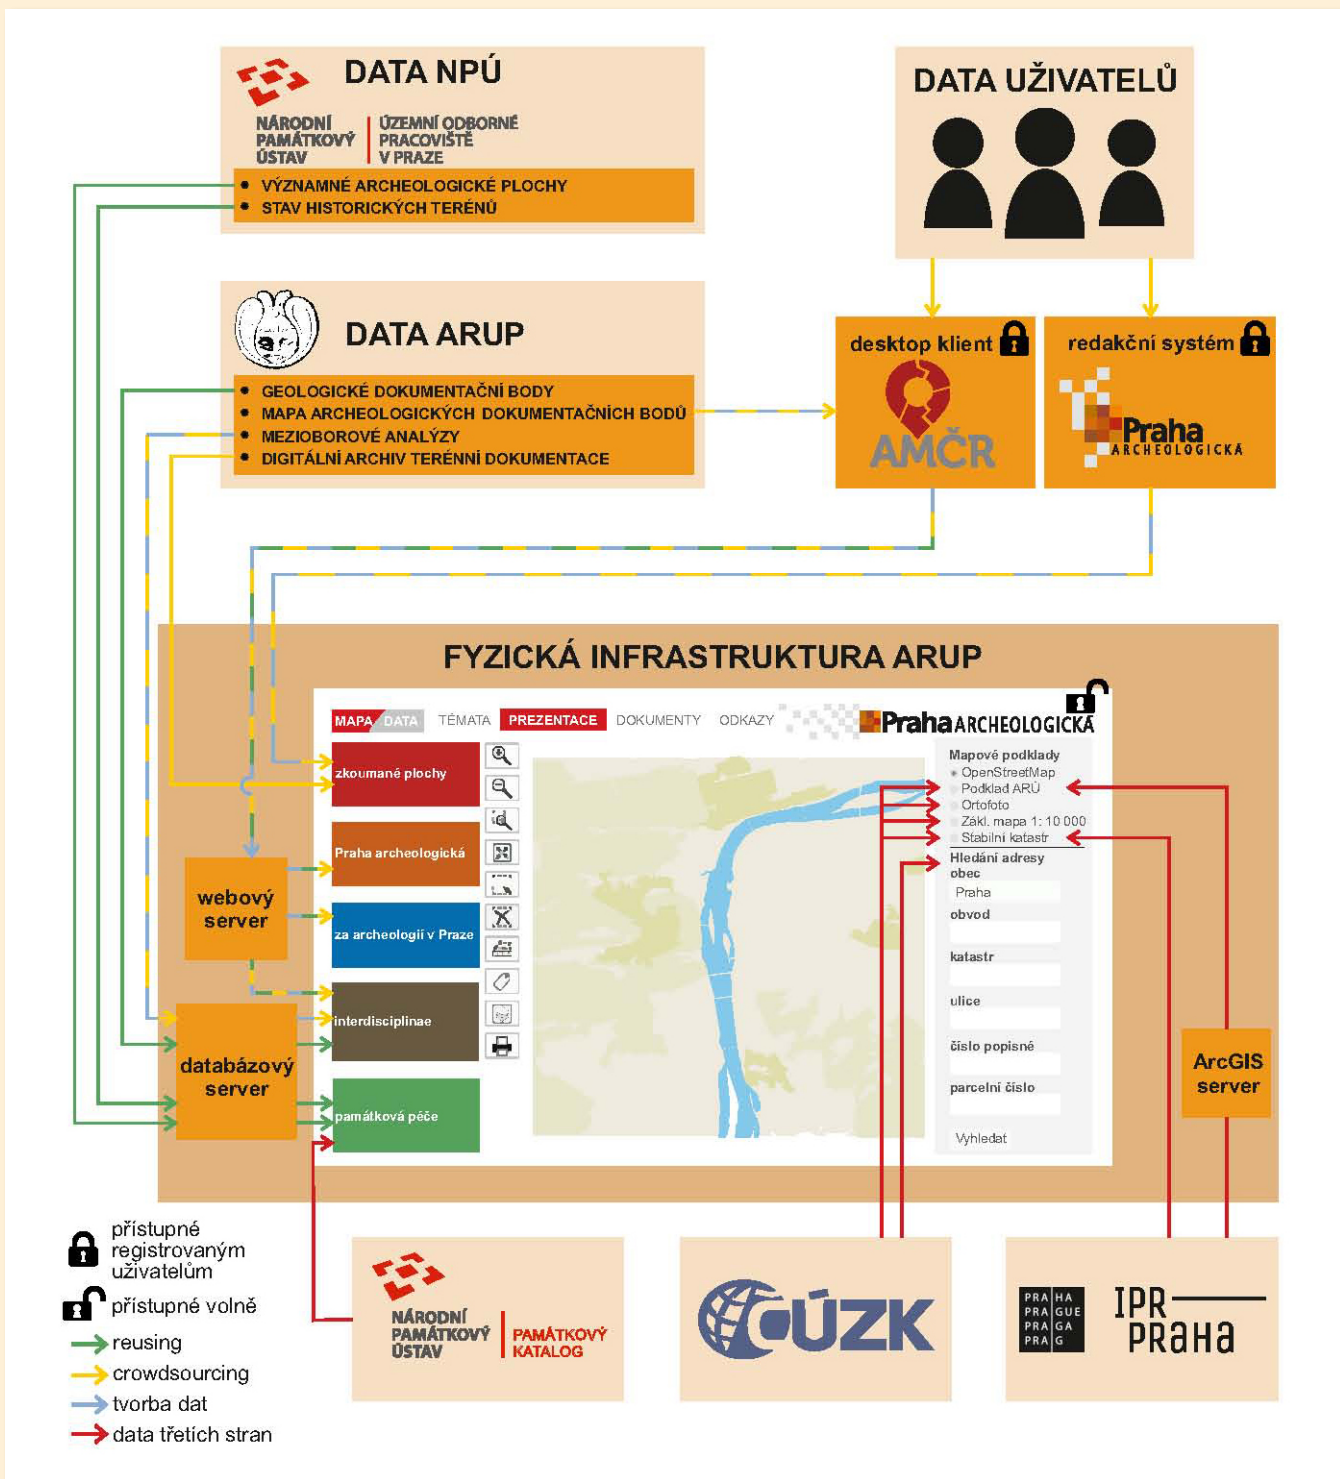 DATA NPÚ
NÁRODNÍ
PAMÁTKOVÝ
ÚSTAV
ÚZEMNÍ ODBORNÉ
PRACOVIŠTĚ
V PRAZE
• VÝZNAMNÉ ARCHEOLOGICKÉ PLOCHY
• STAV HISTORICKÝCH TERÉNŮ
DATA UŽIVATELŮ
DATA ARUP
• GEOLOGICKÉ DOKUMENTAČNÍ BODY
• MAPA ARCHEOLOGICKÝCH DOKUMENTAČNÍCH BODŮ
• MEZIOBOROVÉ ANALÝZY
• DIGITÁLNÍ ARCHIV TERÉNNÍ DOKUMENTACE
desktop klient
AMČR
redakční systém
Praha
ARCHEOLOGICKÁ
FYZICKÁ INFRASTRUKTURA ARUP
MAPA DATA TÉMATA PREZENTACE DOKUMENTY ODKAZY
Praha ARCHEOLOGICKÁ
zkoumané plochy
Praha archeologická
za archeologií v Praze
interdisciplinae
památková péče
webový
server
databázový
server
Mapové podklady
OpenStreetMap
Podklad ARÚ
Ortofoto
Zákl. mapa 1: 10 000
Stabilní katastr
Hledání adresy
obec
Praha
obvod
katastr
ulice
číslo popisné
parcelní číslo
Vyhledat
ArcGIS
server
přístupné
registrovaným
uživatelům
přístupné volně
reusing
crowdsourcing
tvorba dat
data třetích stran
NÁRODNÍ
PAMÁTKOVÝ
ÚSTAV
PAMÁTKOVÝ
KATALOG
ČÚZK
PRA HA
PRA GUE
PRA GA
PRA G
IPR
PRAHA